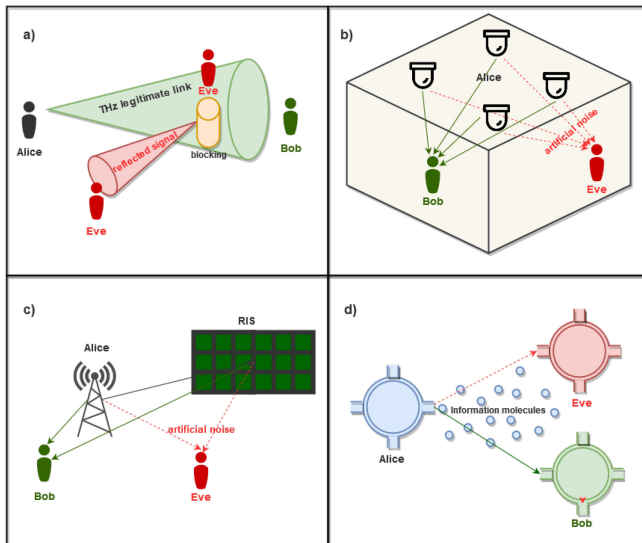 a)
THz legitimate link
Eve
Alice
Bob
blocking
reflected signal
Eve
b)
Alice
artificial noise
Bob
Eve
c)
RIS
Alice
artificial noise
Bob
Eve
d)
Information molecules
Eve
Alice
Bob